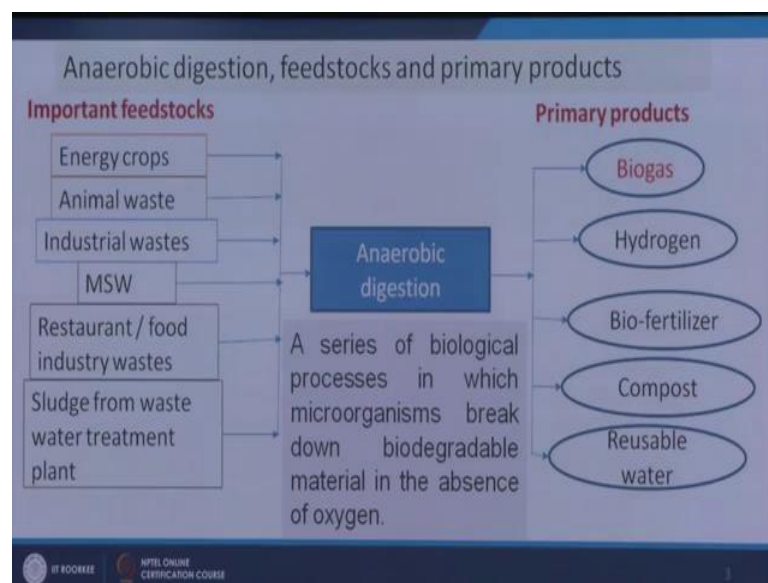 Anaerobic digestion, feedstocks and primary products
Important feedstocks
Energy crops
Animal waste
Industrial wastes
MSW
Restaurant / food
industry wastes
Sludge from waste
water treatment
plant
Anaerobic
digestion
A series of biological
processes in which
microorganisms break
down biodegradable
material in the absence
of oxygen.
Primary products
Biogas
Hydrogen
Bio-fertilizer
Compost
Reusable
water
IIT ROORKEE
NPTEL ONLINE
CERTIFICATION COURSE